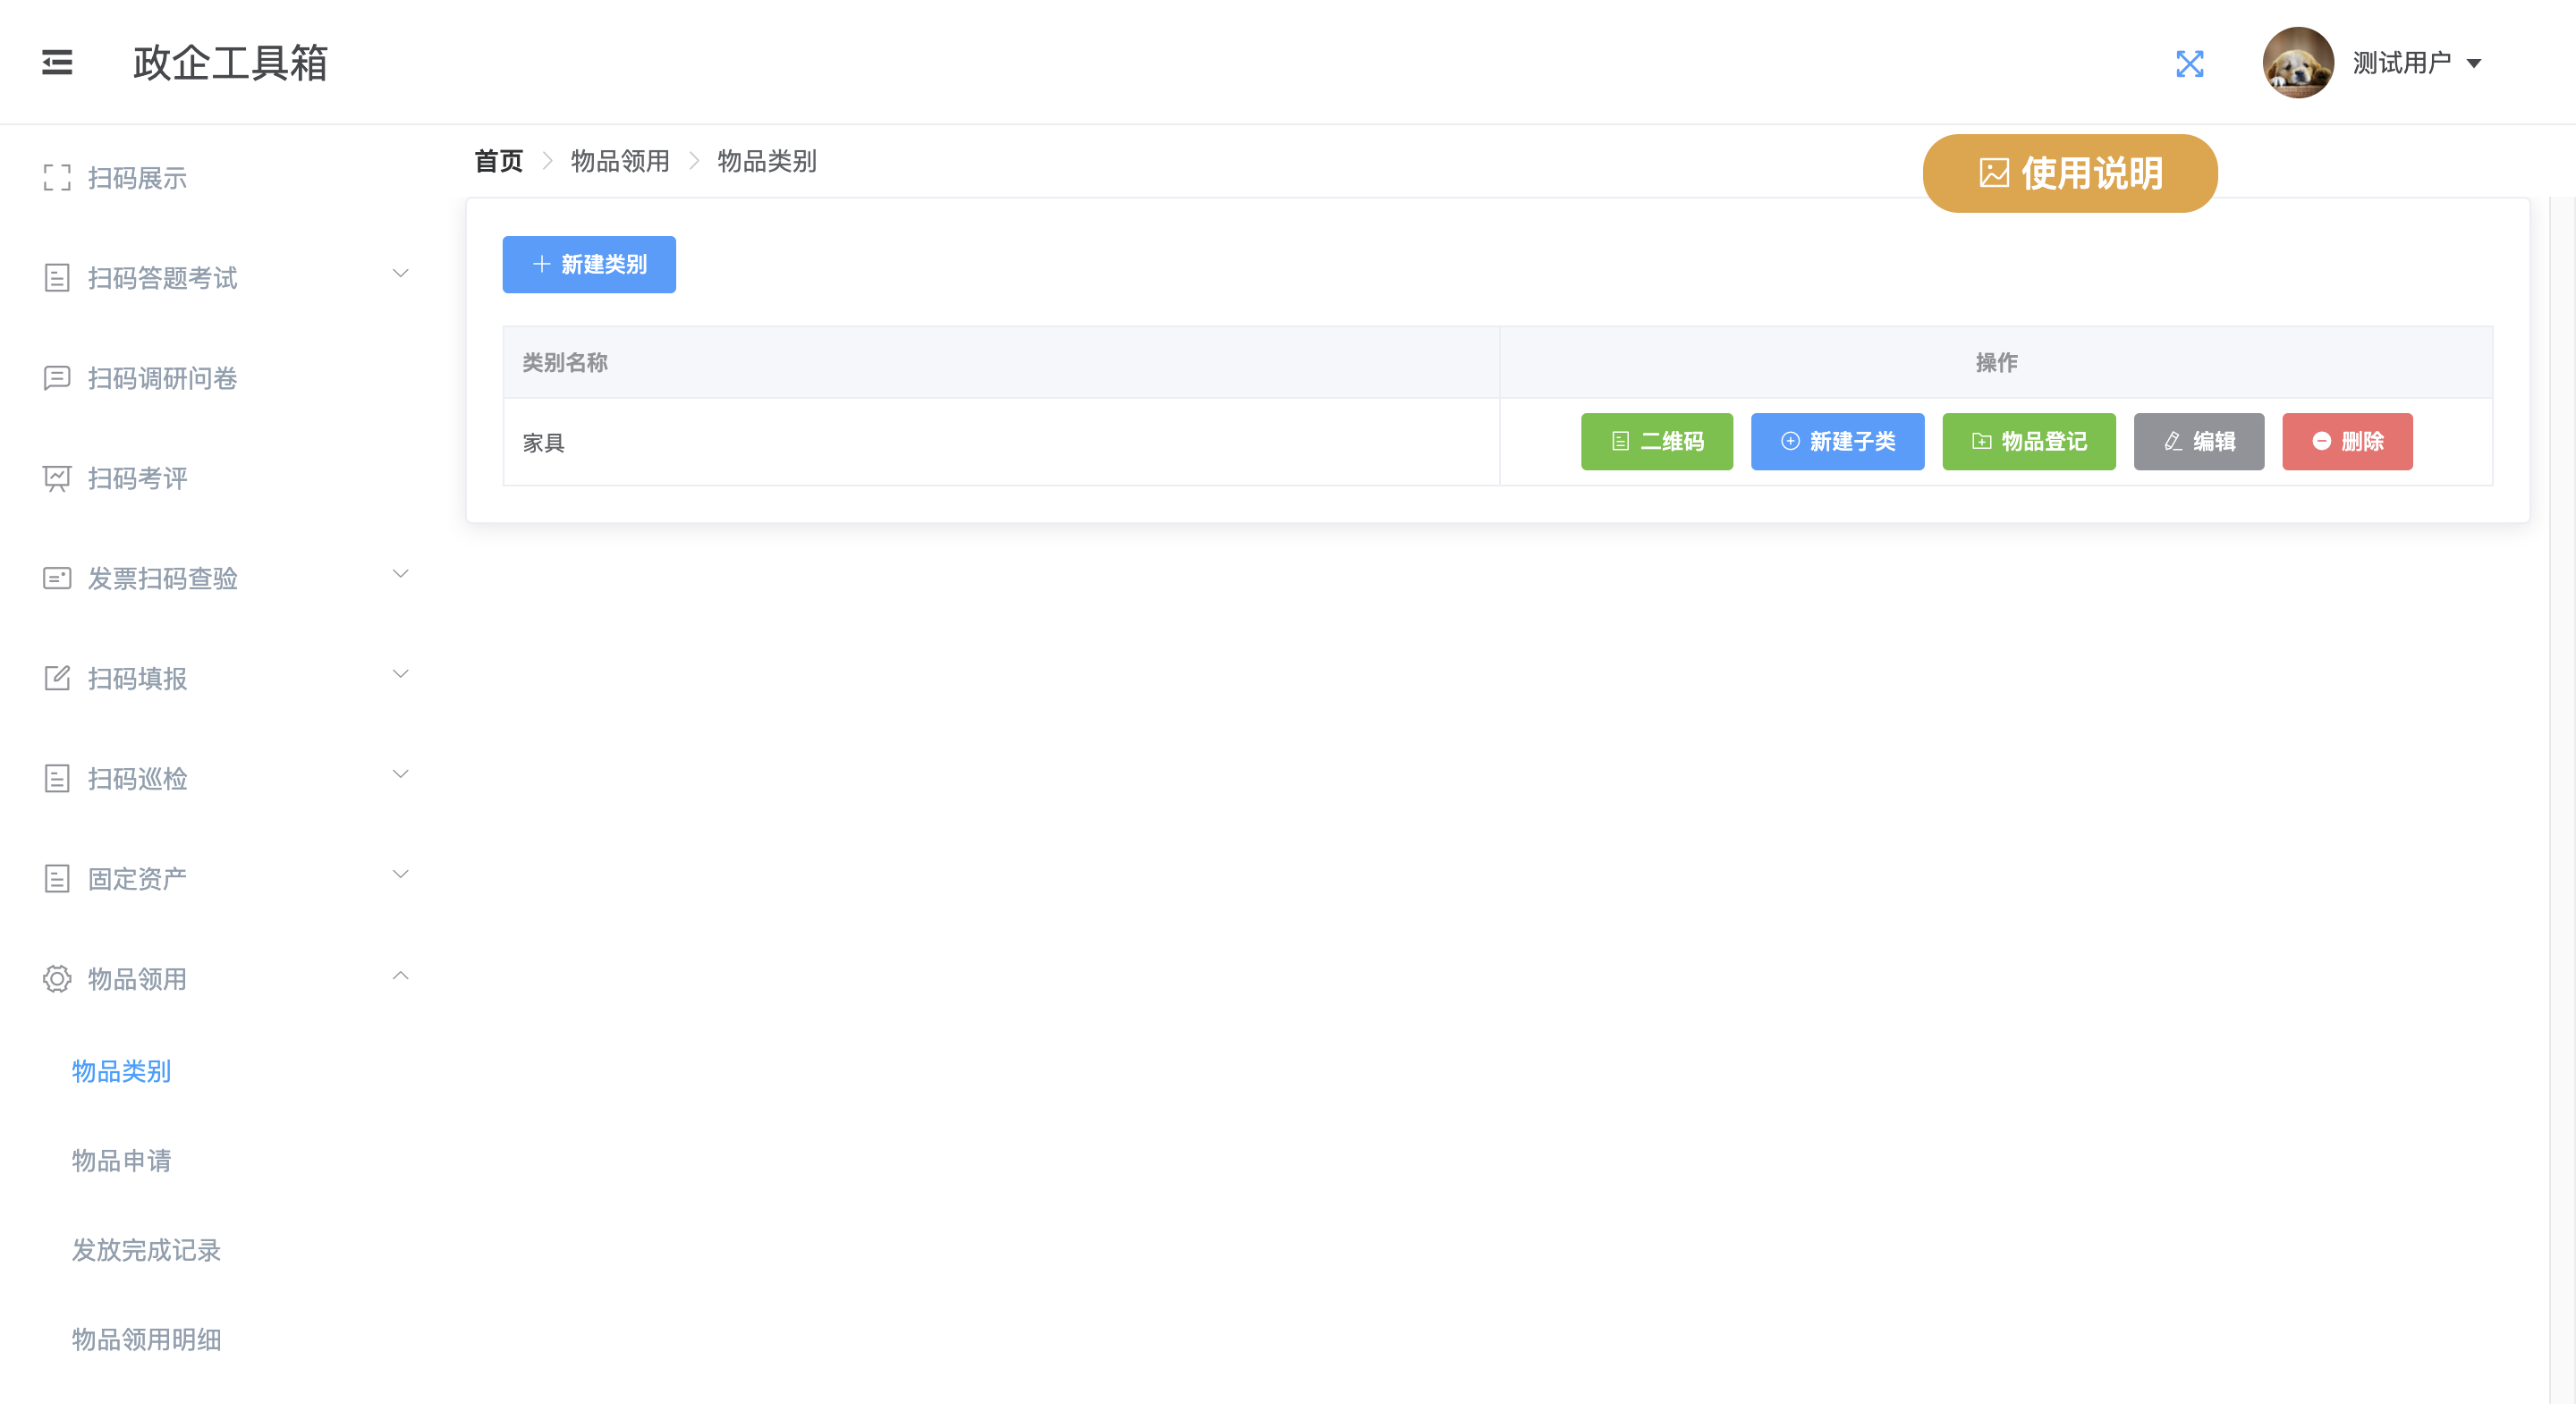 政企工具箱
测试用户
扫码展示
扫码答题考试
扫码调研问卷
扫码考评
发票扫码查验
扫码填报
扫码巡检
固定资产
物品领用
物品类别
物品申请
发放完成记录
物品领用明细
首页 物品领用 物品类别
使用说明
新建类别
类别名称 操作
家具 二维码 新建子类 物品登记 编辑 删除